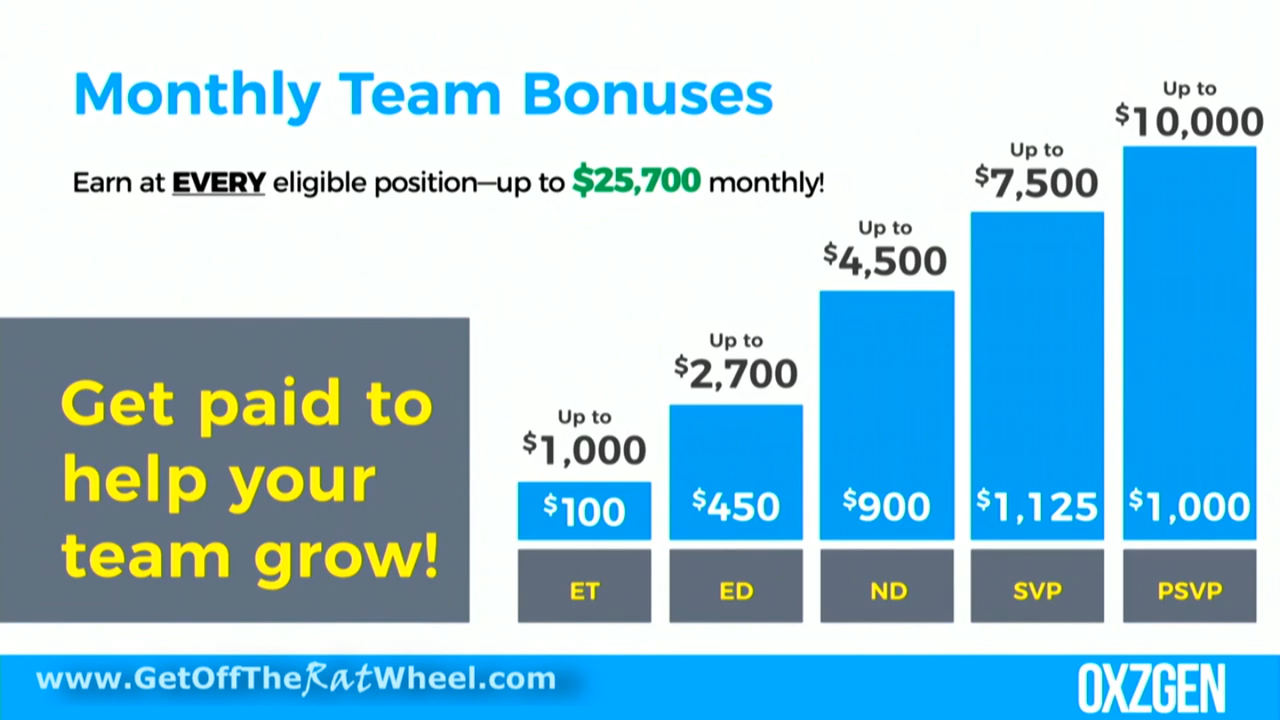 Monthly Team Bonuses
Earn at EVERY eligible position—up to $25,700 monthly!
Get paid to
help your
team grow!
Up to
$1,000
$100
ET
Up to
$2,700
$450
ED
Up to
$4,500
$900
ND
Up to
$7,500
$1,125
SVP
Up to
$10,000
$1,000
PSVP
www.GetOffTheRatWheel.com
OXZGEN